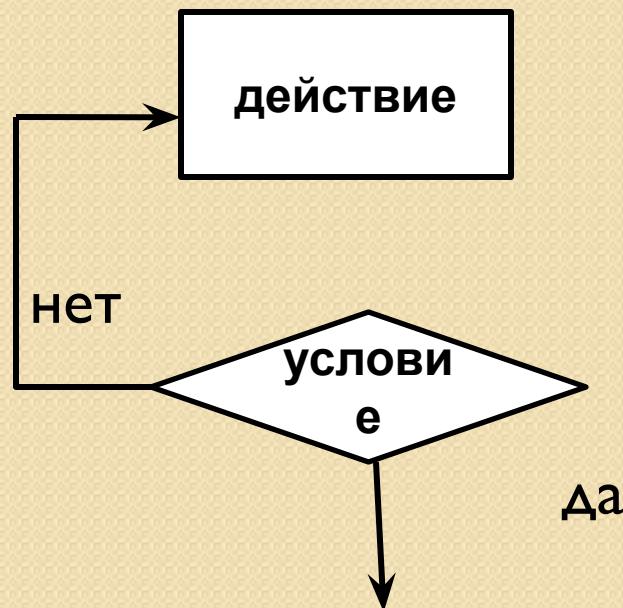 действие
нет
услови
е
да